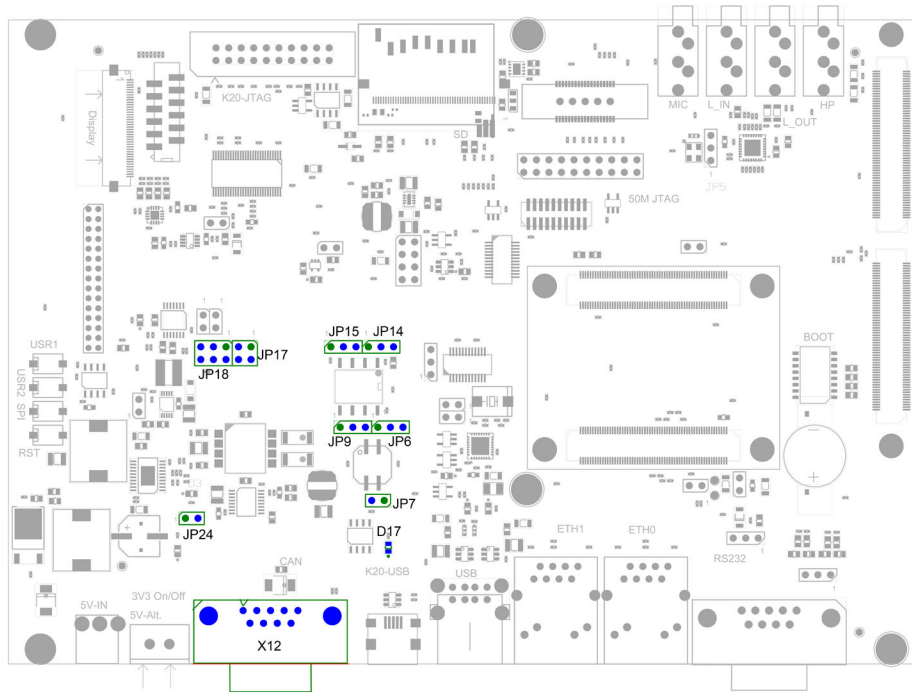 K20-JTAG
Display
SD
MIC
L_IN
L_OUT
HP
JP5
1
50M JTAG
USR1
USR2
SPI
RST
JP15
JP14
JP17
JP18
BOOT
JP9
JP6
JP7
JP24
D17
ETH1
ETH0
RS232
CAN
K20-USB
USB
3V3 On/Off
5V-IN
5V-Alt.
X12